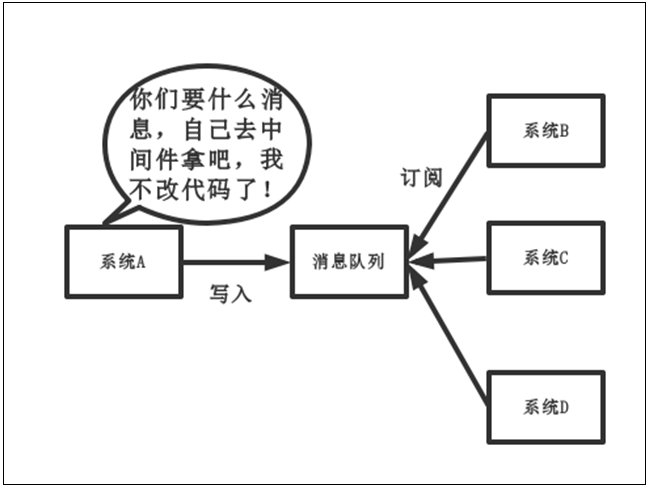 你们要什么消
息，自己去中
间件拿吧，我
不改代码了！
系统A
写入
消息队列
订阅
系统B
系统C
系统D